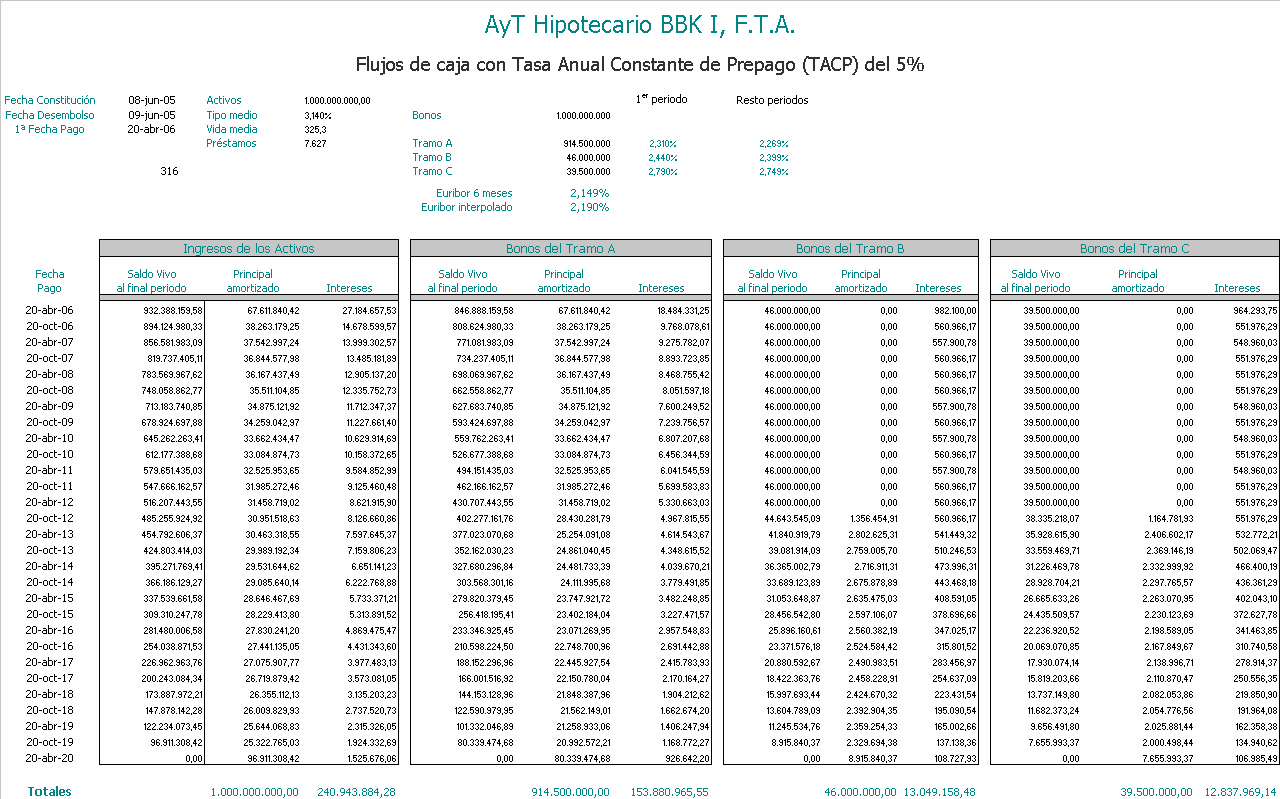 AyT Hipotecario BBK I, F.T.A.
Flujos de caja con Tasa Anual Constante de Prepago (TACP) del 5%
1er periodo Resto periodos
Fecha Constitución 08-jun-05 Activos 1.000.000.000,00
Fecha Desembolso 09-jun-05 Tipo medio 3,140% Bonos 1.000.000.000
1ª Fecha Pago 20-abr-06 Vida media 325,3
Préstamos 7.627 Tramo A 914.500.000 2,310% 2,269%
Tramo B 46.000.000 2,440% 2,399%
316 Tramo C 39.500.000 2,790% 2,749%
Euribor 6 meses 2,149%
Euribor interpolado 2,190%
Ingresos de los Activos Bonos del Tramo A Bonos del Tramo B Bonos del Tramo C
Fecha Saldo Vivo Principal Saldo Vivo Principal Saldo Vivo Principal Saldo Vivo Principal
Pago al final periodo amortizado Intereses al final periodo amortizado Intereses al final periodo amortizado Intereses al final periodo amortizado Intereses
20-abr-06 932.388.159,58 67.611.840,42 27.184.657,53 846.888.159,58 67.611.840,42 18.484.331,25 46.000.000,00 0,00 982.100,00 39.500.000,00 0,00 964.293,75
20-oct-06 894.124.980,33 38.263.179,25 14.678.599,57 808.624.980,33 38.263.179,25 9.768.078,61 46.000.000,00 0,00 560.966,17 39.500.000,00 0,00 551.976,29
20-abr-07 856.581.983,09 37.542.997,24 13.999.302,57 771.081.983,09 37.542.997,24 9.275.782,07 46.000.000,00 0,00 557.900,78 39.500.000,00 0,00 548.960,03
20-oct-07 819.737.405,11 36.844.577,98 13.485.181,89 734.237.405,11 36.844.577,98 8.893.723,85 46.000.000,00 0,00 560.966,17 39.500.000,00 0,00 551.976,29
20-abr-08 783.569.967,62 36.167.437,49 12.905.137,20 698.069.967,62 36.167.437,49 8.468.755,42 46.000.000,00 0,00 560.966,17 39.500.000,00 0,00 551.976,29
20-oct-08 748.058.862,77 35.511.104,85 12.335.752,73 662.558.862,77 35.511.104,85 8.051.597,18 46.000.000,00 0,00 560.966,17 39.500.000,00 0,00 551.976,29
20-abr-09 713.183.740,85 34.875.121,92 11.712.347,37 627.683.740,85 34.875.121,92 7.600.249,52 46.000.000,00 0,00 557.900,78 39.500.000,00 0,00 548.960,03
20-oct-09 678.924.697,88 34.259.042,97 11.227.661,40 593.424.697,88 34.259.042,97 7.239.756,57 46.000.000,00 0,00 560.966,17 39.500.000,00 0,00 551.976,29
20-abr-10 645.262.263,41 33.662.434,47 10.629.914,69 559.762.263,41 33.662.434,47 6.807.207,68 46.000.000,00 0,00 557.900,78 39.500.000,00 0,00 548.960,03
20-oct-10 612.177.388,68 33.084.874,73 10.158.372,65 526.677.388,68 33.084.874,73 6.456.344,59 46.000.000,00 0,00 560.966,17 39.500.000,00 0,00 551.976,29
20-abr-11 579.651.435,03 32.525.953,65 9.584.852,99 494.151.435,03 32.525.953,65 6.041.545,59 46.000.000,00 0,00 557.900,78 39.500.000,00 0,00 548.960,03
20-oct-11 547.666.162,57 31.985.272,46 9.125.460,48 462.166.162,57 31.985.272,46 5.699.583,83 46.000.000,00 0,00 560.966,17 39.500.000,00 0,00 551.976,29
20-abr-12 516.207.443,55 31.458.719,02 8.621.915,90 430.707.443,55 31.458.719,02 5.330.663,03 46.000.000,00 0,00 560.966,17 39.500.000,00 0,00 551.976,29
20-oct-12 485.255.924,92 30.951.518,63 8.126.660,86 402.277.161,76 28.430.281,79 4.967.815,55 44.643.545,09 1.356.454,91 560.966,17 38.335.218,07 1.164.781,93 551.976,29
20-abr-13 454.792.606,37 30.463.318,55 7.597.645,37 377.023.070,68 25.254.091,08 4.614.543,67 41.840.919,79 2.802.625,31 541.449,32 35.928.615,90 2.406.602,17 532.772,21
20-oct-13 424.803.414,03 29.989.192,34 7.159.806,23 352.162.030,23 24.861.040,45 4.348.615,52 39.081.914,09 2.759.005,70 510.246,53 33.559.469,71 2.369.146,19 502.069,47
20-abr-14 395.271.769,41 29.531.644,62 6.651.141,23 327.680.296,84 24.481.733,39 4.039.670,21 36.365.002,79 2.716.911,31 473.996,31 31.226.469,78 2.332.999,92 466.400,19
20-oct-14 366.186.129,27 29.085.640,14 6.222.768,88 303.568.301,16 24.111.995,68 3.779.491,85 33.689.123,89 2.675.878,89 443.468,18 28.928.704,21 2.297.765,57 436.361,29
20-abr-15 337.539.661,58 28.646.467,69 5.733.371,21 279.820.379,45 23.747.921,72 3.482.248,85 31.053.648,87 2.635.475,03 408.591,05 26.665.633,26 2.263.070,95 402.043,10
20-oct-15 309.310.247,78 28.229.413,80 5.313.891,52 256.418.195,41 23.402.184,04 3.227.471,57 28.456.542,80 2.597.106,07 378.696,66 24.435.509,57 2.230.123,69 372.627,78
20-abr-16 281.480.006,58 27.830.241,20 4.869.475,47 233.346.925,45 23.071.269,95 2.957.548,83 25.896.160,61 2.560.382,19 347.025,17 22.236.920,52 2.198.589,05 341.463,85
20-oct-16 254.038.871,53 27.441.135,05 4.431.343,60 210.598.224,50 22.748.700,96 2.691.442,88 23.371.576,18 2.524.584,42 315.801,52 20.069.070,85 2.167.849,67 310.740,58
20-abr-17 226.962.963,76 27.075.907,77 3.977.483,13 188.152.296,96 22.445.927,54 2.415.783,93 20.880.592,67 2.490.983,51 283.456,97 17.930.074,14 2.138.996,71 278.914,37
20-oct-17 200.243.084,34 26.719.879,42 3.573.081,05 166.001.516,92 22.150.780,04 2.170.164,27 18.422.363,76 2.458.228,91 254.637,09 15.819.203,66 2.110.870,47 250.556,35
20-abr-18 173.887.972,21 26.355.112,13 3.135.203,23 144.153.128,96 21.848.387,96 1.904.212,62 15.997.693,44 2.424.670,32 223.431,54 13.737.149,80 2.082.053,86 219.850,90
20-oct-18 147.878.142,28 26.009.829,93 2.737.520,73 122.590.979,95 21.562.149,01 1.662.674,20 13.604.789,09 2.392.904,35 195.090,54 11.682.373,24 2.054.776,56 191.964,08
20-abr-19 122.234.073,45 25.644.068,83 2.315.326,05 101.332.046,89 21.258.933,06 1.406.247,94 11.245.534,76 2.359.254,33 165.002,66 9.656.491,80 2.025.881,44 162.358,38
20-oct-19 96.911.308,42 25.322.765,03 1.924.332,69 80.339.474,68 20.992.572,21 1.168.772,27 8.915.840,37 2.329.694,38 137.138,36 7.655.993,37 2.000.498,44 134.940,62
20-abr-20 0,00 96.911.308,42 1.525.676,06 0,00 80.339.474,68 926.642,20 0,00 8.915.840,37 108.727,93 0,00 7.655.993,37 106.985,49
Totales 1.000.000.000,00 240.943.884,28 914.500.000,00 153.880.965,55 46.000.000,00 13.049.158,48 39.500.000,00 12.837.969,14